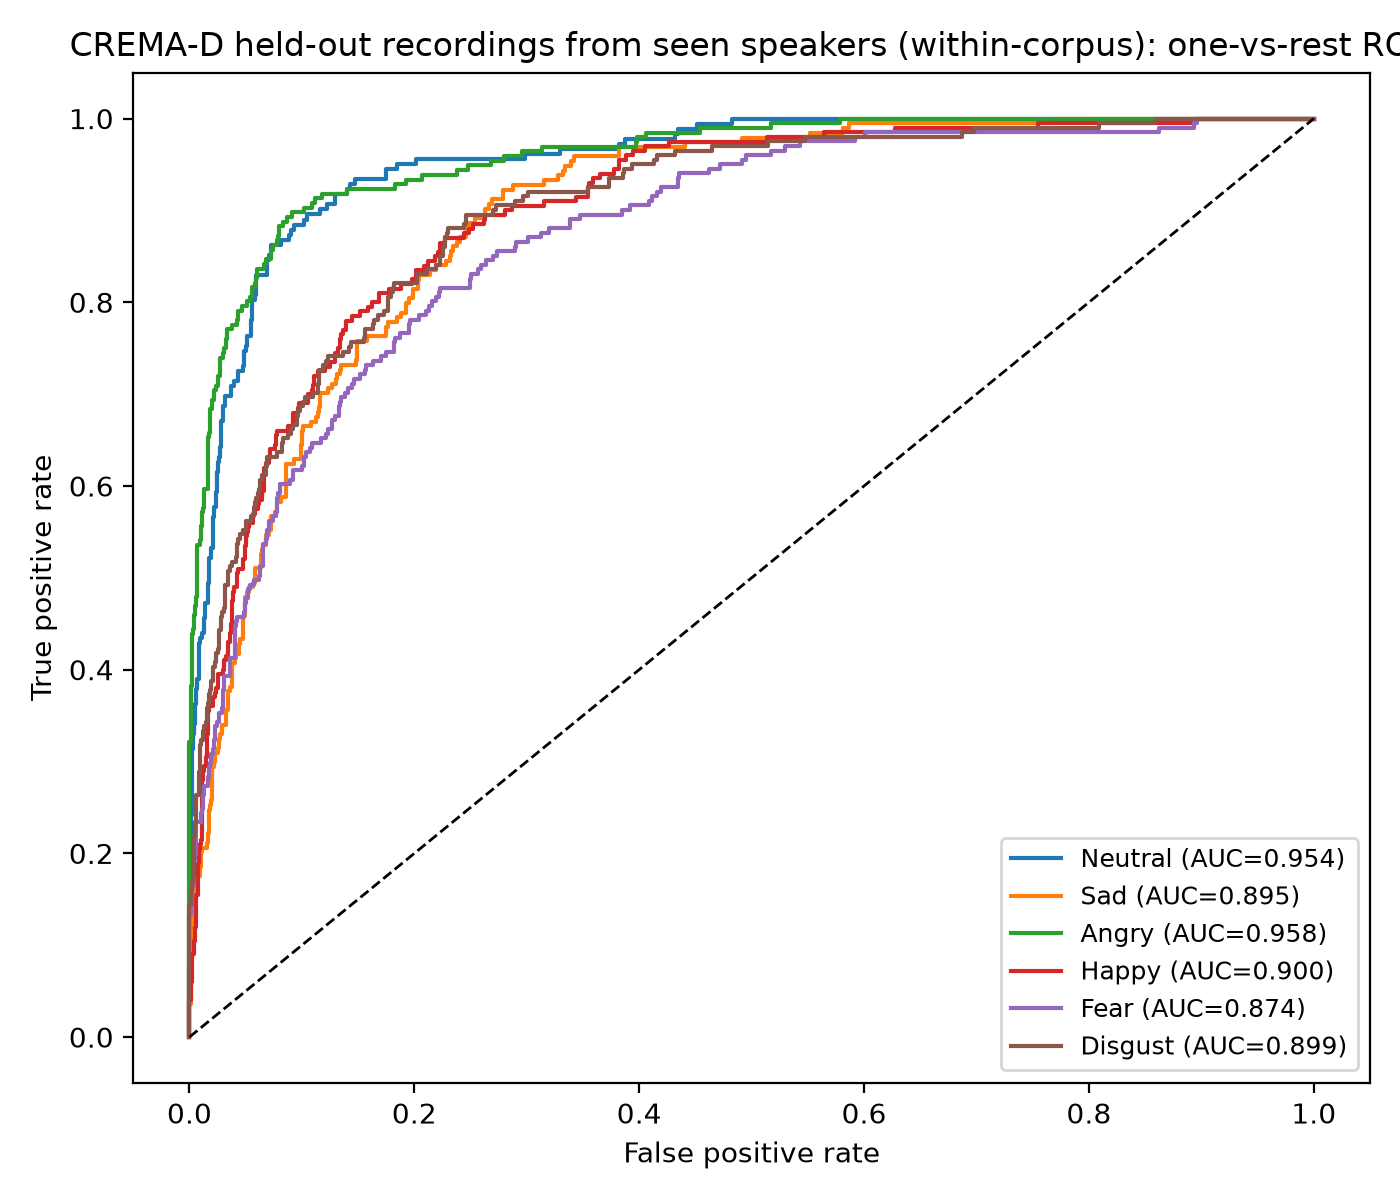 CREMA-D held-out recordings from seen speakers (within-corpus): one-vs-rest
True positive rate
1.0
0.8
0.6
0.4
0.2
0.0
0.0 0.2 0.4 0.6 0.8 1.0
False positive rate
Neutral (AUC=0.954)
Sad (AUC=0.895)
Angry (AUC=0.958)
Happy (AUC=0.900)
Fear (AUC=0.874)
Disgust (AUC=0.899)